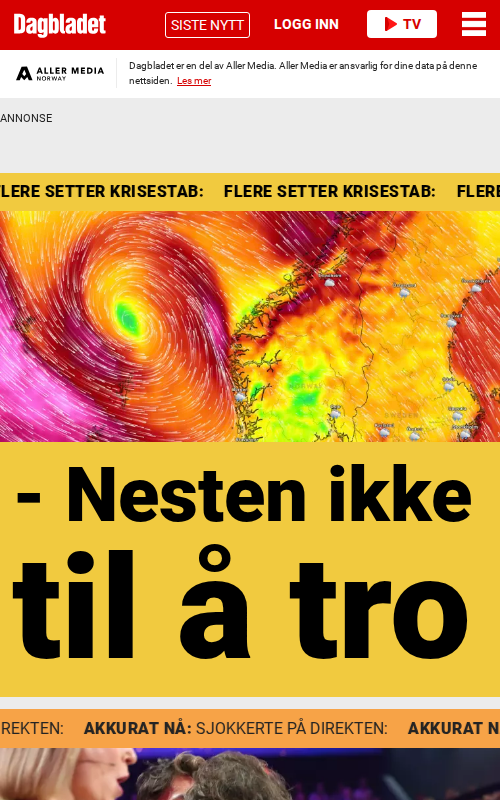 Dagbladet
SISTE NYTT
LOGG INN
TV
ALLER MEDIA
NORWAY
Dagbladet er en del av Aller Media. Aller Media er ansvarlig for dine data på denne
nettsiden. Les mer
ANNONSE
LERE SETTER KRISESTAB: FLERE SETTER KRISESTAB: FLERE
- Nesten ikke
til å tro
REKTEN: AKKURAT NÅ: SJOKKERTE PÅ DIREKTEN: AKKURAT N